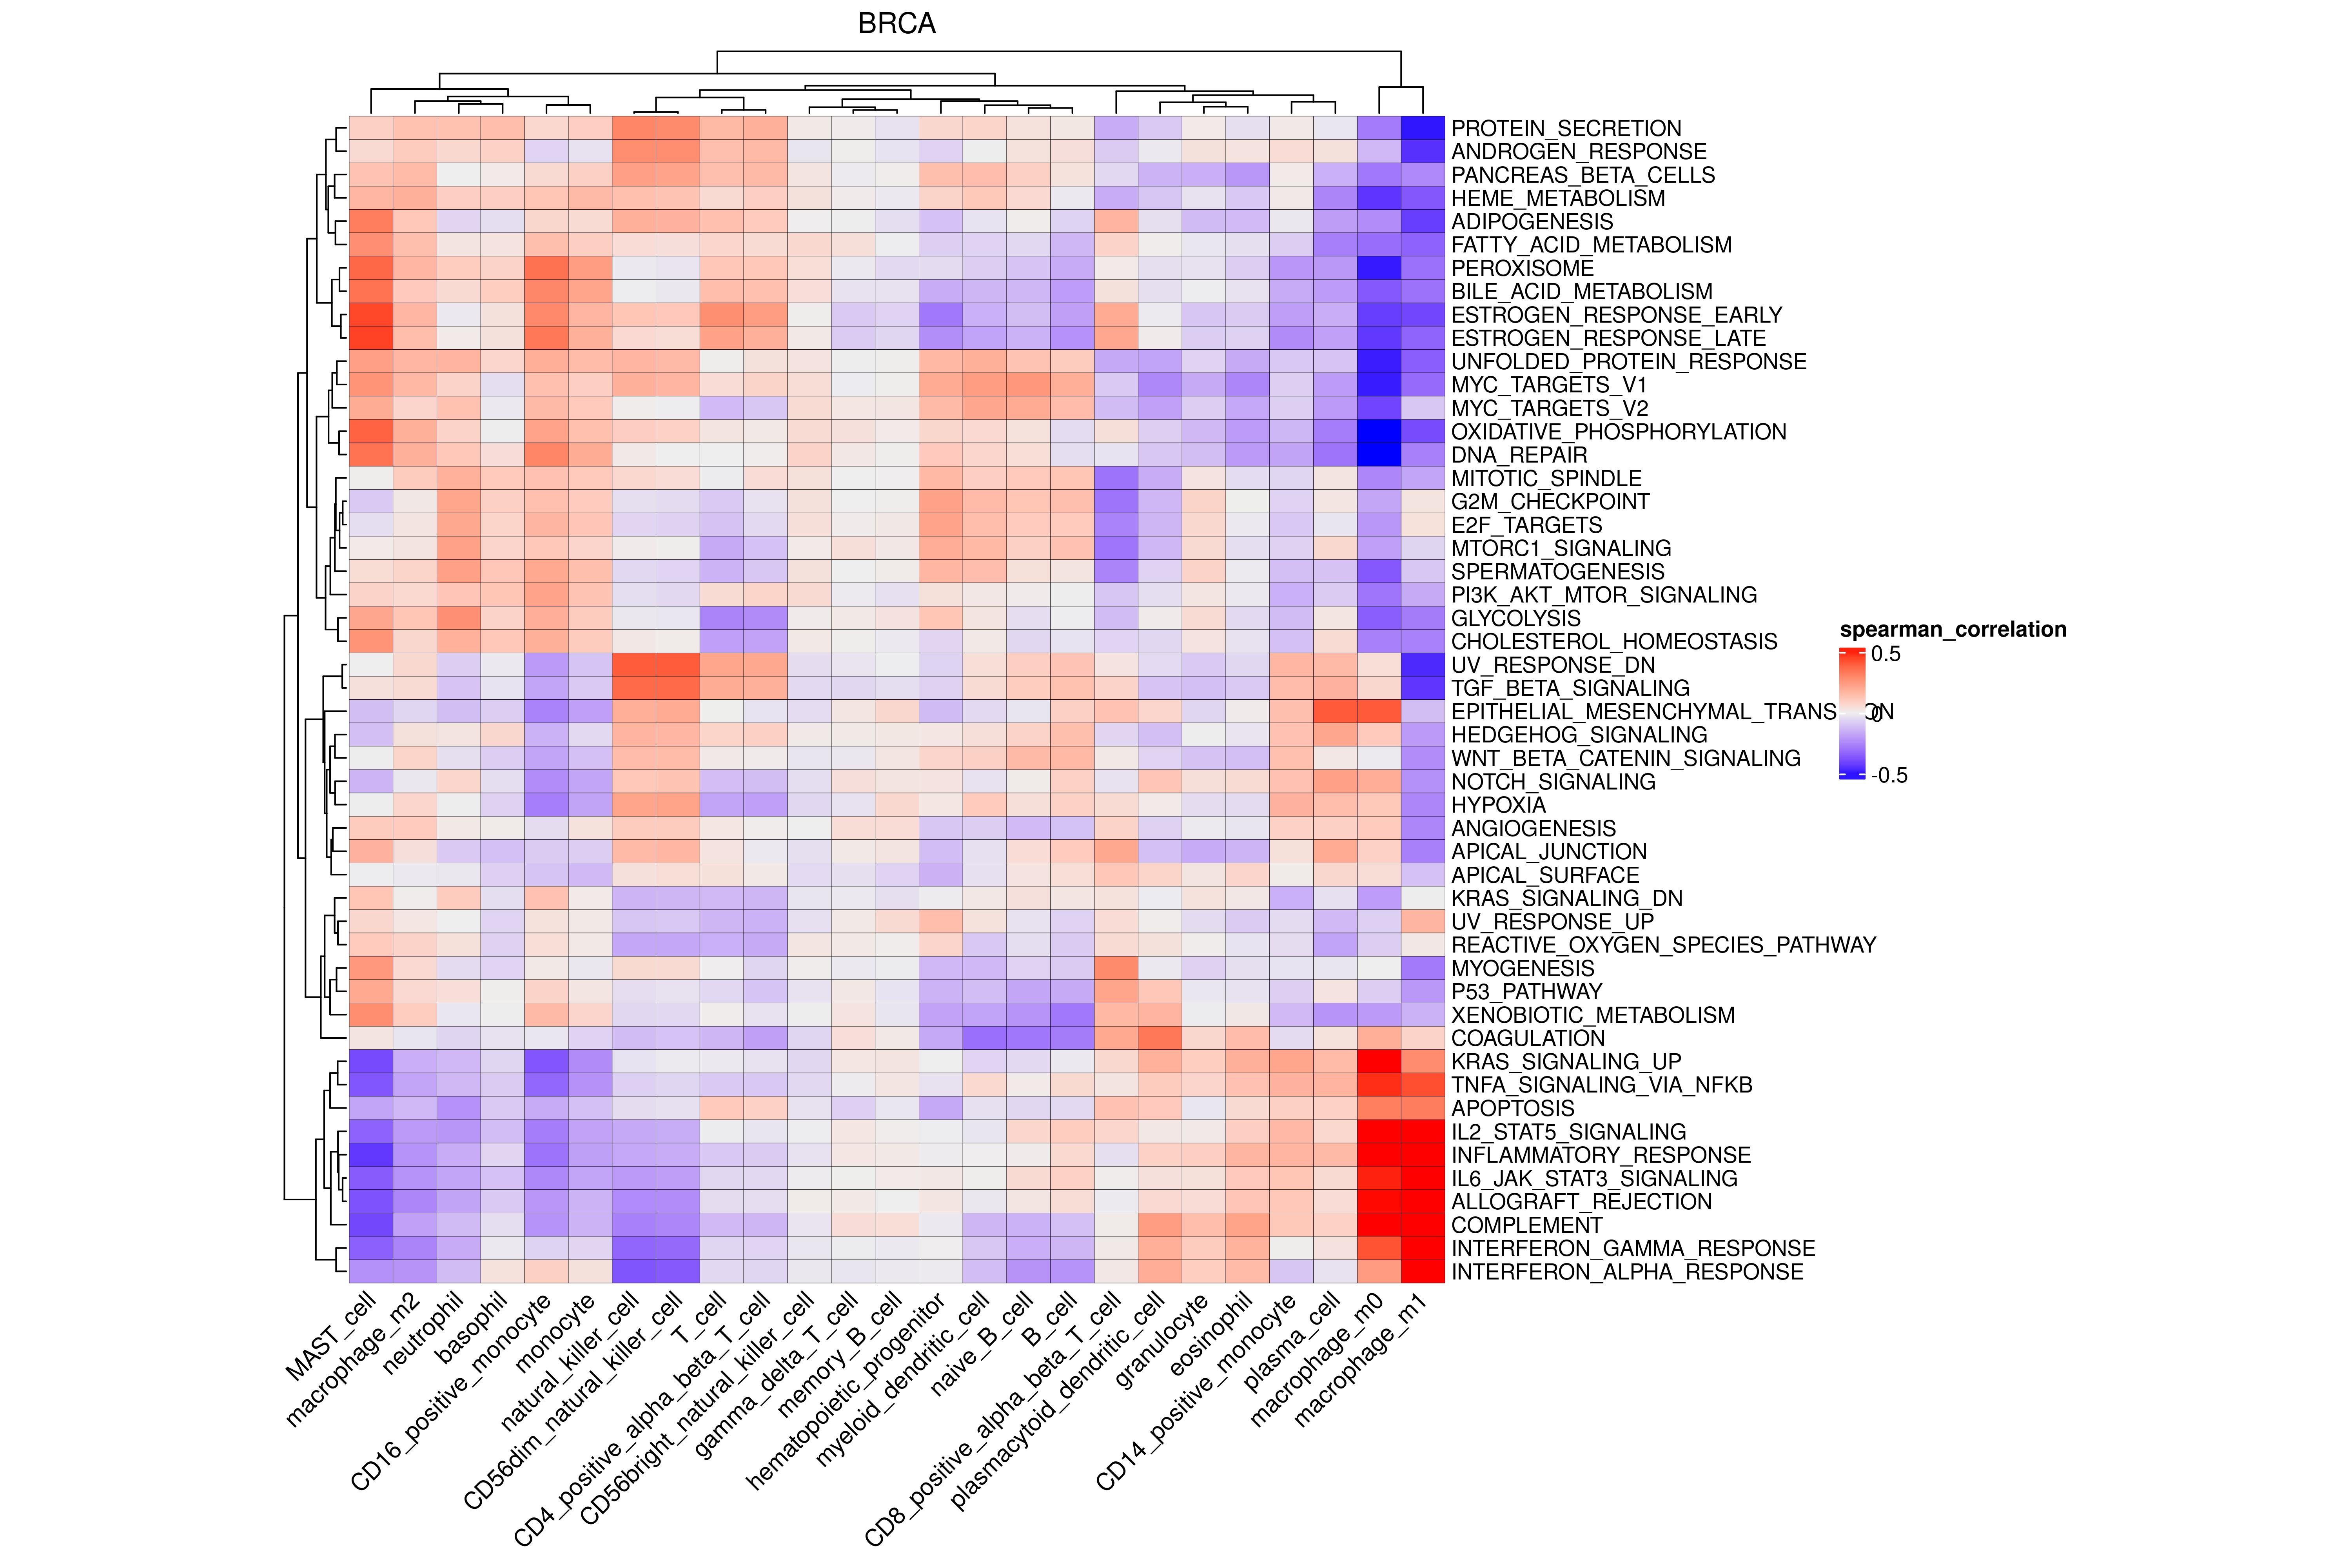 BRCA
PROTEIN_SECRETION
ANDROGEN_RESPONSE
PANCREAS_BETA_CELLS
HEME_METABOLISM
ADIPOGENESIS
FATTY_ACID_METABOLISM
PEROXISOME
BILE_ACID_METABOLISM
ESTROGEN_RESPONSE_EARLY
ESTROGEN_RESPONSE_LATE
UNFOLDED_PROTEIN_RESPONSE
MYC_TARGETS_V1
MYC_TARGETS_V2
OXIDATIVE_PHOSPHORYLATION
DNA_REPAIR
MITOTIC_SPINDLE
G2M_CHECKPOINT
E2F_TARGETS
MTORC1_SIGNALING
SPERMATOGENESIS
PI3K_AKT_MTOR_SIGNALING
GLYCOLYSIS
CHOLESTEROL_HOMEOSTASIS
UV_RESPONSE_DN
TGF_BETA_SIGNALING
EPITHELIAL_MESENCHYMAL_TRANS ON
HEDGEHOG_SIGNALING
WNT_BETA_CATENIN_SIGNALING
NOTCH_SIGNALING
HYPOXIA
ANGIOGENESIS
APICAL_JUNCTION
APICAL_SURFACE
KRAS_SIGNALING_DN
UV_RESPONSE_UP
REACTIVE_OXYGEN_SPECIES_PATHWAY
MYOGENESIS
P53_PATHWAY
XENOBIOTIC_METABOLISM
COAGULATION
KRAS_SIGNALING_UP
TNFA_SIGNALING_VIA_NFKB
APOPTOSIS
IL2_STAT5_SIGNALING
INFLAMMATORY_RESPONSE
IL6_JAK_STAT3_SIGNALING
ALLOGRAFT_REJECTION
COMPLEMENT
INTERFERON_GAMMA_RESPONSE
INTERFERON_ALPHA_RESPONSE
spearman_correlation
0.5
0
-0.5
MAST_cell
macrophage_m2
neutrophil
basophil
CD16_positive_monocyte
monocyte
natural_killer_cell
CD56dim_natural_killer_cell
T_cell
CD4_positive_alpha_beta_T_cell
CD56bright_natural_killer_cell
gamma_delta_T_cell
memory_B_cell
hematopoietic_progenitor
myeloid_dendritic_cell
naive_B_cell
B_cell
CD8_positive_alpha_beta_T_cell
plasmacytoid_dendritic_cell
granulocyte
eosinophil
CD14_positive_monocyte
plasma_cell
macrophage_m0
macrophage_m1